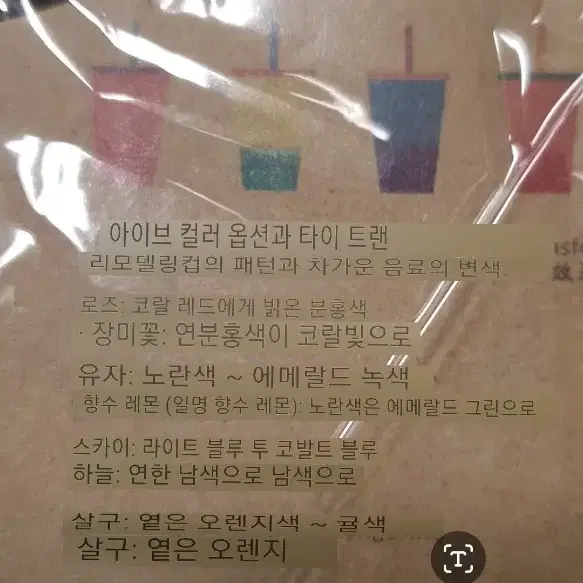 아이브 컬러 옵션과 타이 트랜
리모델링컵의 패턴과 차가운 음료의 변색.
로즈: 코랄 레드에게 밝은 분홍색
· 장미꽃: 연분홍색이 코랄빛으로
유자: 노란색 ~ 에메랄드 녹색
향수 레몬 (일명 향수 레몬): 노란색은 에메랄드 그린으로
스카이: 라이트 블루 투 코발트 블루
하늘: 연한 남색으로 남색으로
살구: 옅은 오렌지색 ~ 귤색
살구: 옅은 오렌지